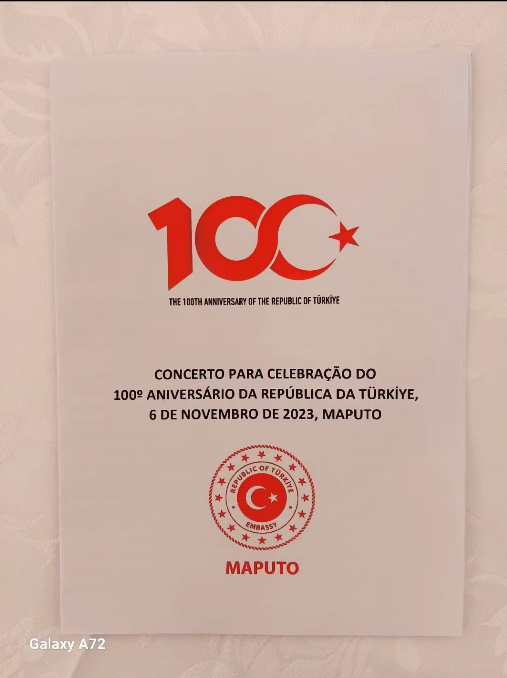 100
THE 100TH ANNIVERSARY OF THE REPUBLIC OF TÜRKİYE
CONCERTO PARA CELEBRAÇÃO DO
100º ANIVERSÁRIO DA REPÚBLICA DA TÜRKİYE,
6 DE NOVEMBRO DE 2023, MAPUTO
REPUBLIC OF TÜRKİYE
EMBASSY
MAPUTO
Galaxy A72